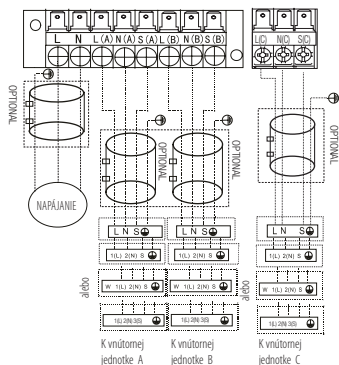 L N L(A) N(A) S(A) L(B) N(B) S(B)
L(C) N(C) S(C)
OPTIONAL
OPTIONAL
OPTIONAL
OPTIONAL
NAPÁJANIE
L N S
L N S
L N S
1(L) 2(N) S
1(L) 2(N) S
1(L) 2(N) S
alebo
alebo
W 1(L) 2(N) S
W 1(L) 2(N) S
W 1(L) 2(N) S
1(L) 2(N) 3(S)
1(L) 2(N) 3(S)
1(L) 2(N) 3(S)
K vnútornej
jednotke A
K vnútornej
jednotke B
K vnútornej
jednotke C